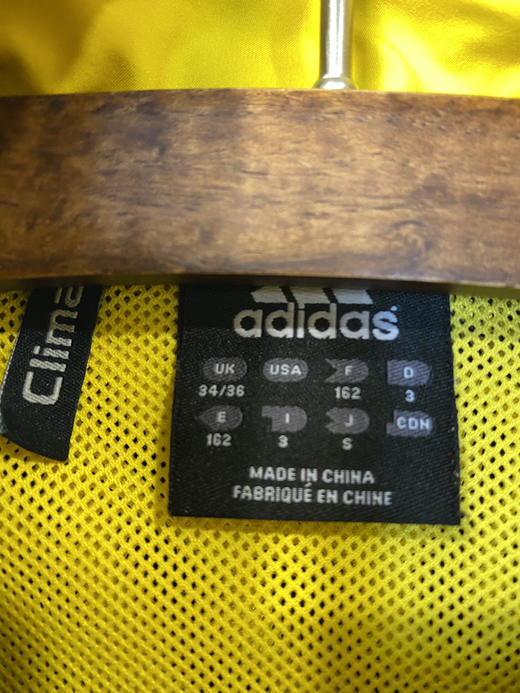 Clima
adidas
UK USA F D
34/36 162 3
E I J CDN
162 3 S
MADE IN CHINA
FABRIQUÉ EN CHINE